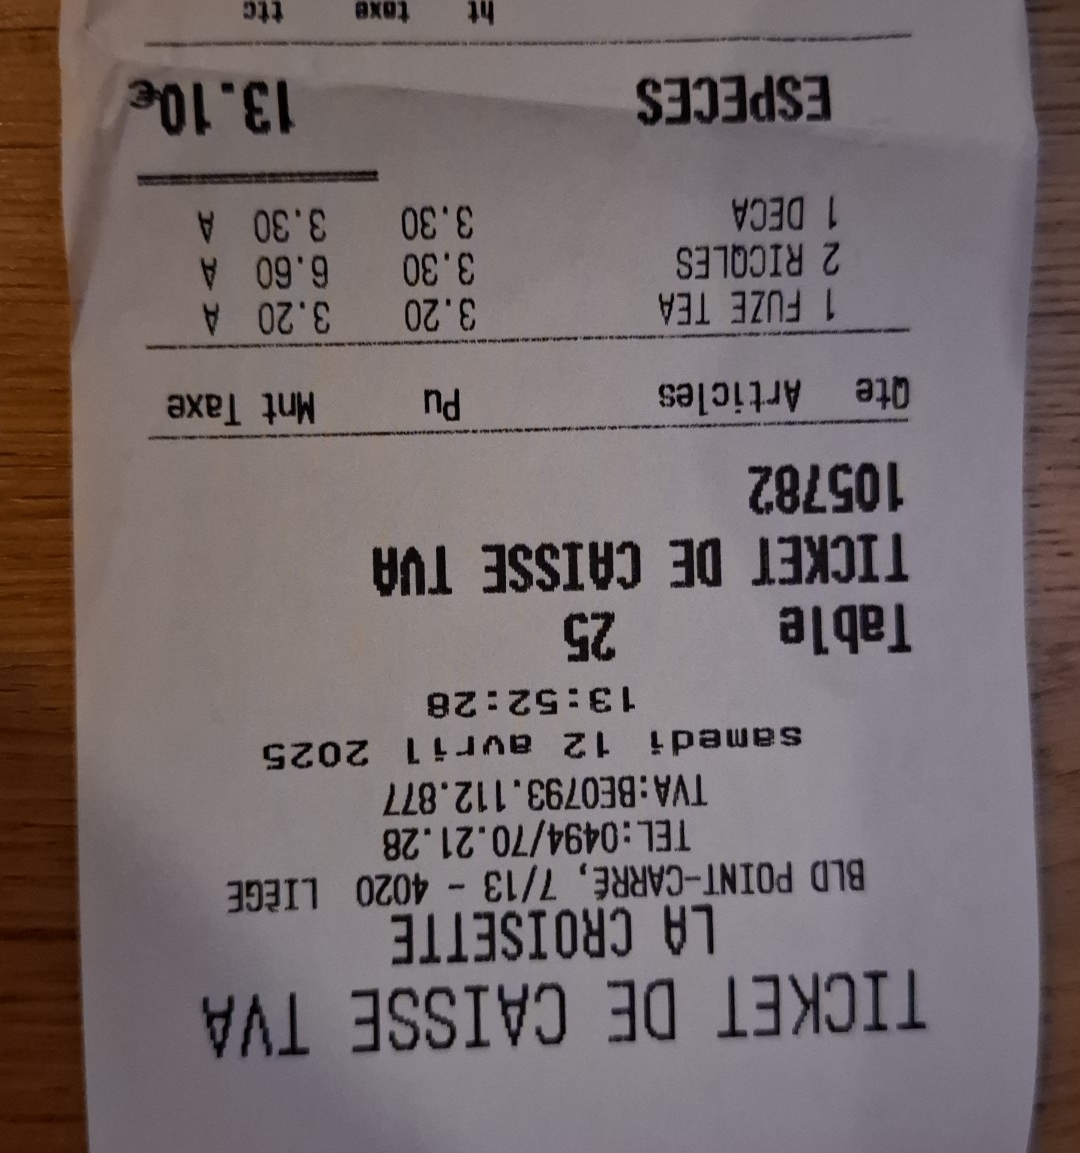 TICKET DE CAISSE TVA
LA CROISETTE
BLD POINT-CARRÉ, 7/13 - 4020 LIÈGE
TEL:0494/70.21.28
TVA:BE0793.112.877
samedi 12 avril 2025
13:52:28
Table 25
TICKET DE CAISSE TVA
105782
Qte Articles Pu Mnt Taxe
1 FUZE TEA 3.20 3.20 A
2 RICQLES 3.30 6.60 A
1 DECA 3.30 3.30 A
ESPECES 13.10€
ht taxe ttc